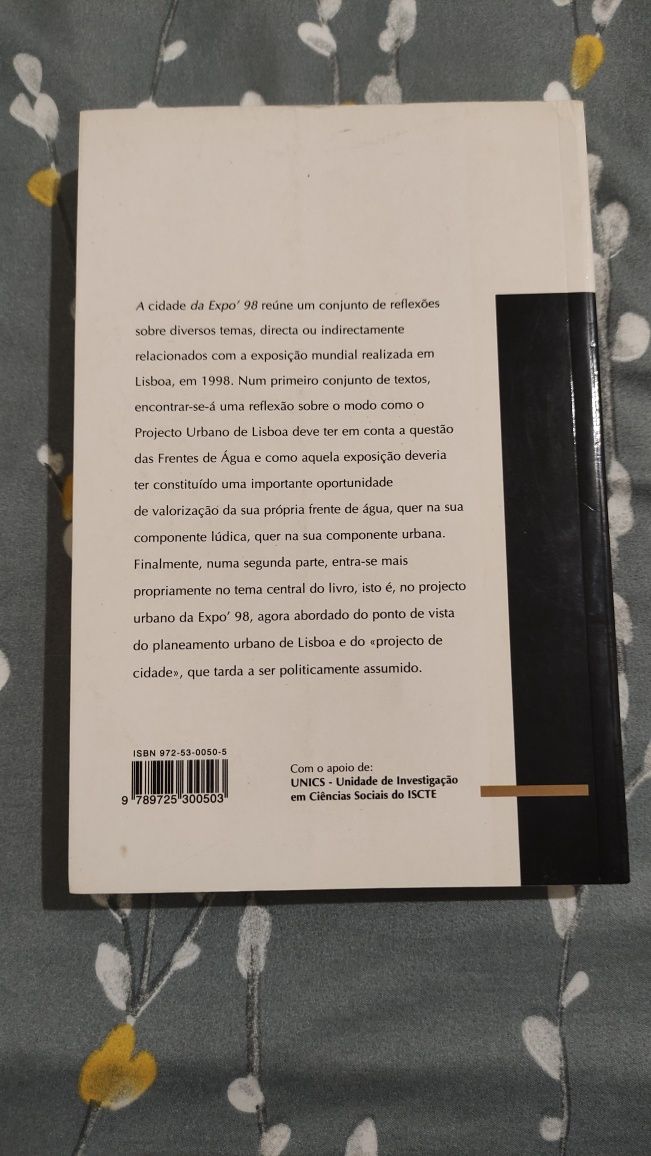 A cidade da Expo' 98 reúne um conjunto de reflexões
sobre diversos temas, directa ou indirectamente
relacionados com a exposição mundial realizada em
Lisboa, em 1998. Num primeiro conjunto de textos,
encontrar-se-á uma reflexão sobre o modo como o
Projecto Urbano de Lisboa deve ter em conta a questão
das Frentes de Água e como aquela exposição deveria
ter constituído uma importante oportunidade
de valorização da sua própria frente de água, quer na sua
componente lúdica, quer na sua componente urbana.
Finalmente, numa segunda parte, entra-se mais
propriamente no tema central do livro, isto é, no projecto
urbano da Expo' 98, agora abordado do ponto de vista
do planeamento urbano de Lisboa e do «projecto de
cidade», que tarda a ser politicamente assumido.
ISBN 972-53-0050-5
9 789725 300503
Com o apoio de:
UNICS - Unidade de Investigação
em Ciências Sociais do ISCTE